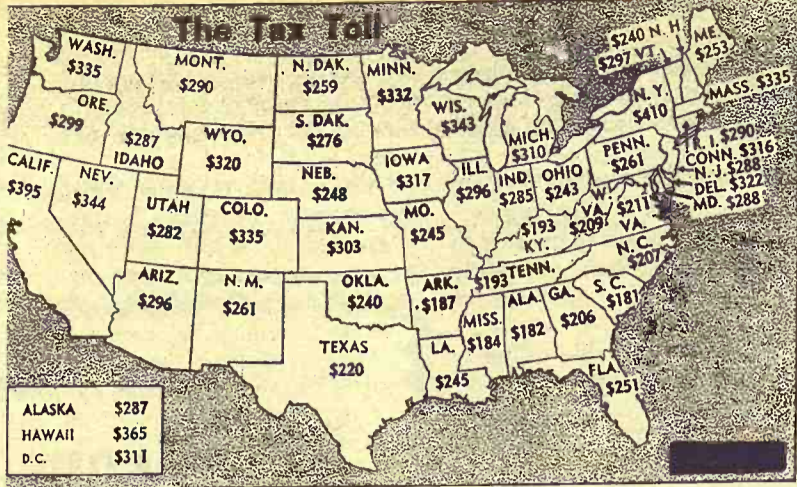 The Tax Toll
WASH.
$335
MONT.
$290
N. DAK.
$259
MINN.
$332
$240 N. H
$297 VT.
ME.
$253
ORE.
$299
$287
IDAHO
WYO.
$320
S. DAK.
$276
WIS.
$343
MICH.
$310
N. Y.
$410
MASS. $335
CALIF.
$395
NEV.
$344
UTAH
$282
COLO.
$335
NEB.
$248
KAN.
$303
IOWA
$317
MO.
$245
ILL.
$296
IND.
$285
OHIO
$243
PENN.
$261
R. I. $290
CONN. $316
N. J. $288
DEL. $322
MD. $288
$193
KY.
W.
VA.
$209
$211
VA.
N. C.
$207
ARIZ.
$296
N. M.
$261
OKLA.
$240
ARK.
$187
$193 TENN.
S. C.
$181
TEXAS
$220
LA.
$245
MISS.
$184
ALA.
$182
GA.
$206
FLA.
$251
ALASKA $287
HAWAII $365
D.C. $311